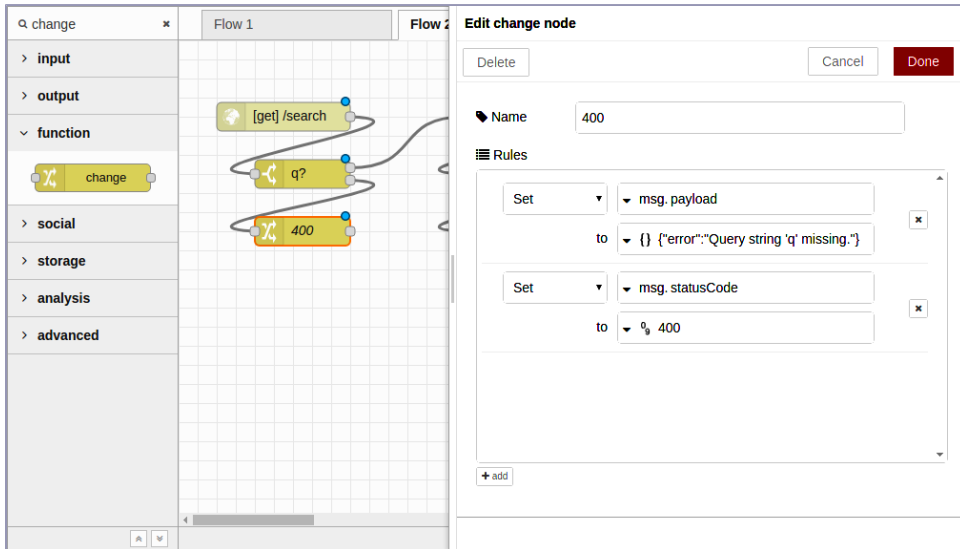 change
Flow 1
Flow 2
Edit change node
input
output
function
change
social
storage
analysis
advanced
[get] /search
q?
400
Delete
Cancel
Done
Name
400
Rules
Set
msg. payload
to
{} {"error":"Query string 'q' missing."}
Set
msg. statusCode
to
0
9 400
+ add